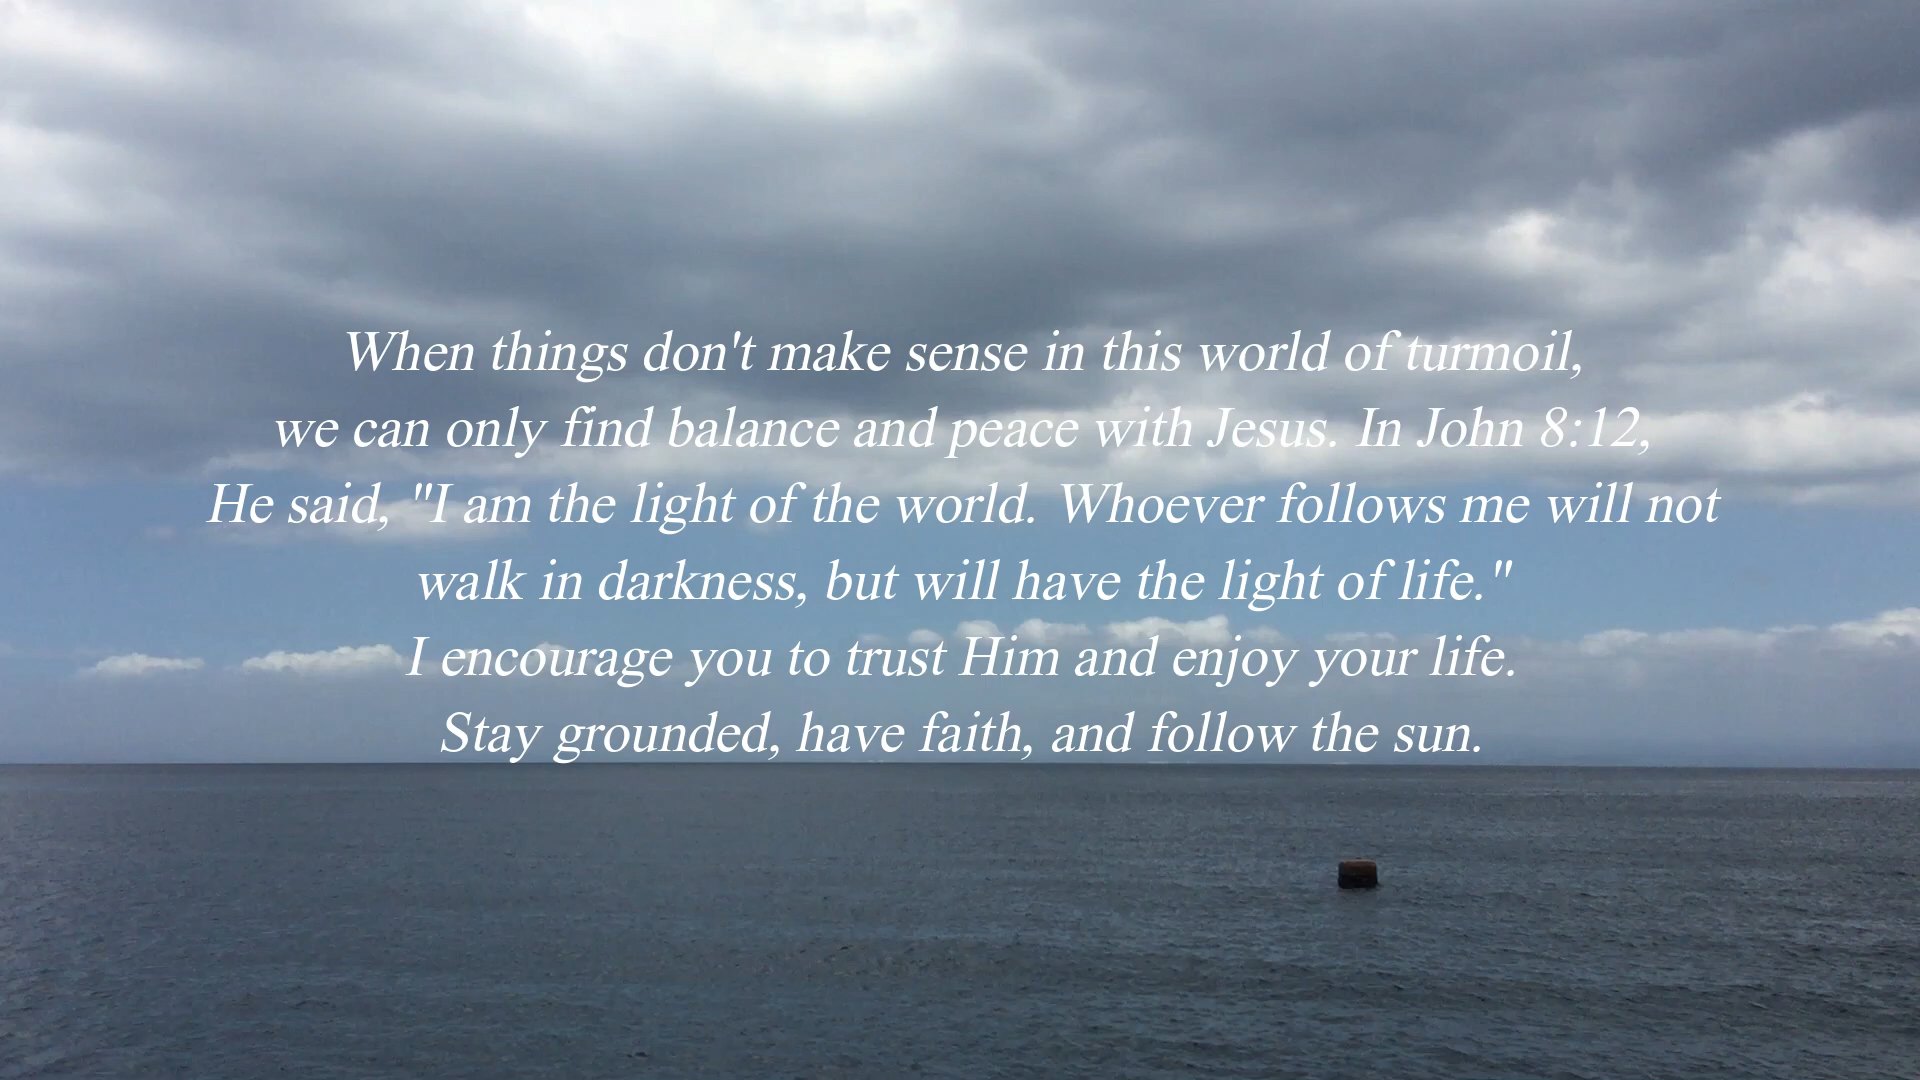 When things don't make sense in this world of turmoil,
we can only find balance and peace with Jesus. In John 8:12,
He said, "I am the light of the world. Whoever follows me will not
walk in darkness, but will have the light of life."
I encourage you to trust Him and enjoy your life.
Stay grounded, have faith, and follow the sun.